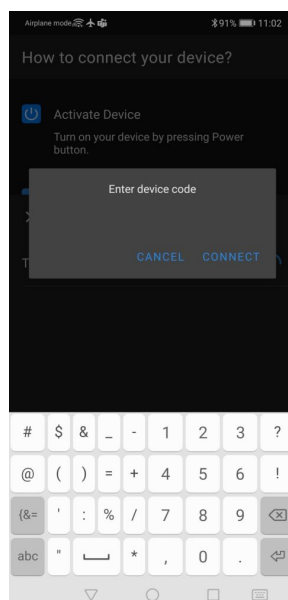 Airplane mode 91% 11:02
How to connect your device?
Activate Device
Turn on your device by pressing Power
button.
Enter device code
T
CANCEL CONNECT
# $ & _ - 1 2 3 ?
@ ( ) = + 4 5 6 !
{&= ' : % / 7 8 9
abc " * , 0 .